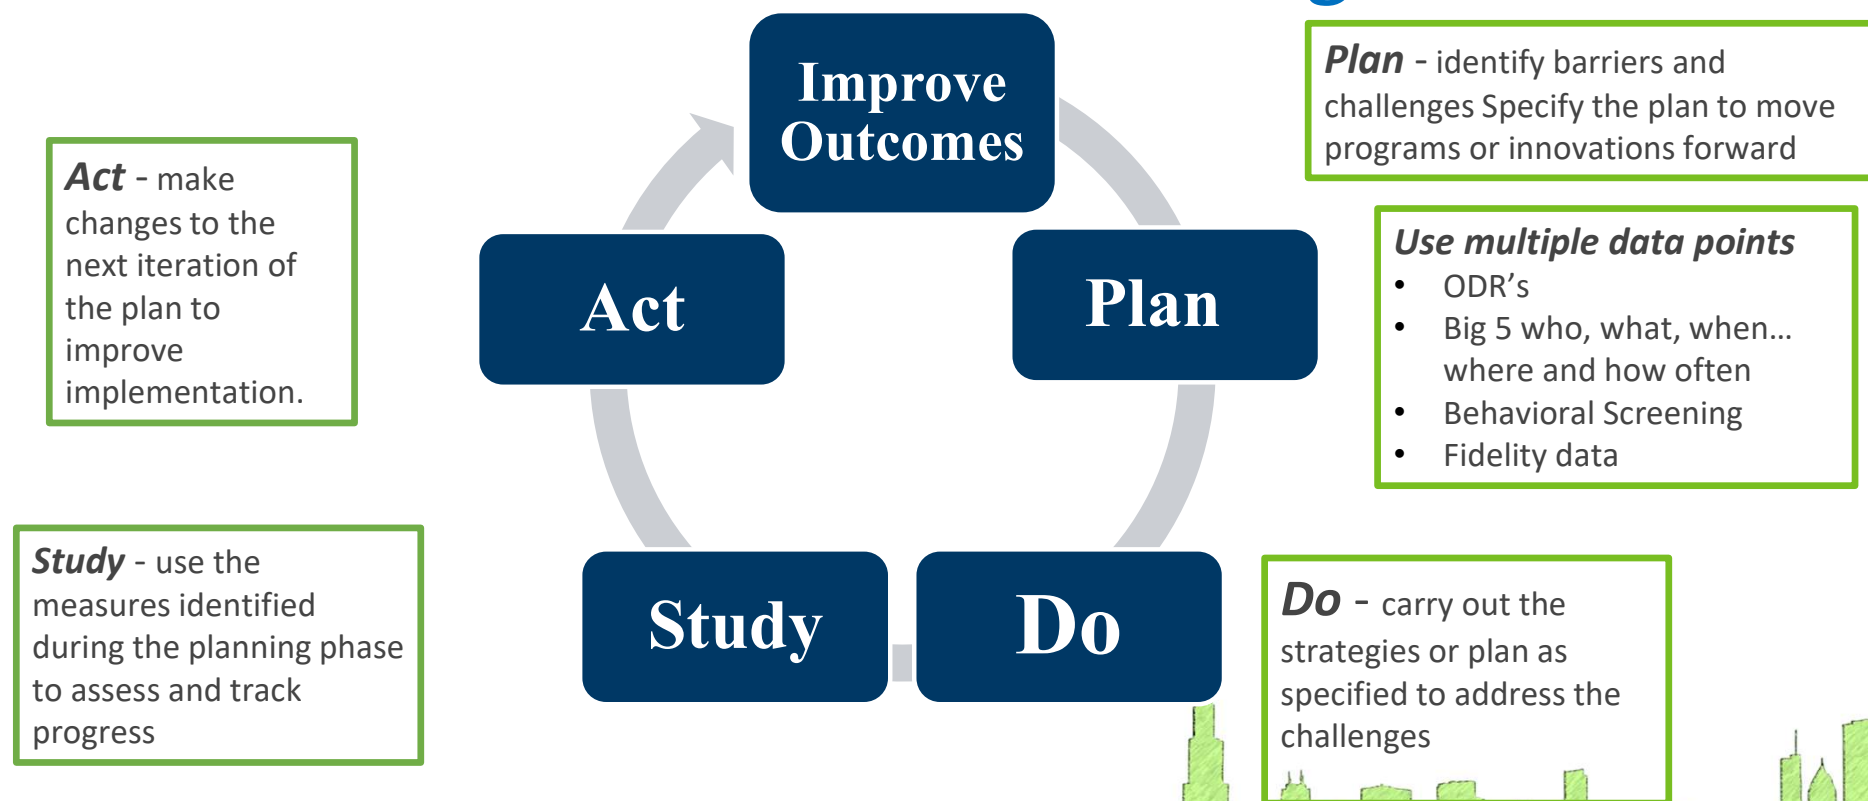 Improve
Outcomes
Plan - identify barriers and
challenges Specify the plan to move
programs or innovations forward
Act - make
changes to the
next iteration of
the plan to
improve
implementation.
Use multiple data points
• ODR’s
• Big 5 who, what, when…
where and how often
• Behavioral Screening
• Fidelity data
Act
Plan
Study - use the
measures identified
during the planning phase
to assess and track
progress
Study
Do
Do - carry out the
strategies or plan as
specified to address the
challenges